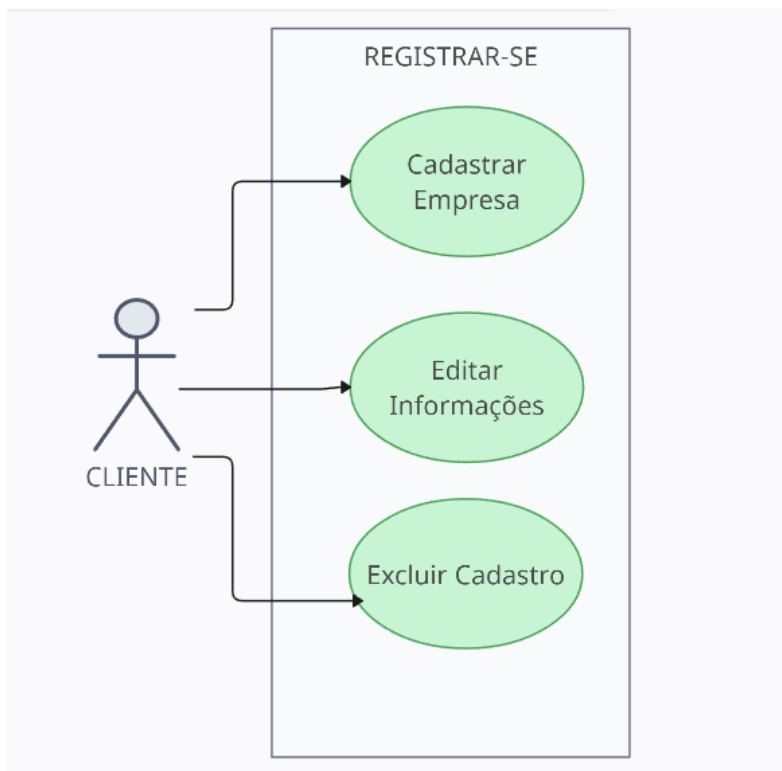 REGISTRAR-SE
Cadastrar
Empresa
Editar
Informações
CLIENTE
Excluir Cadastro